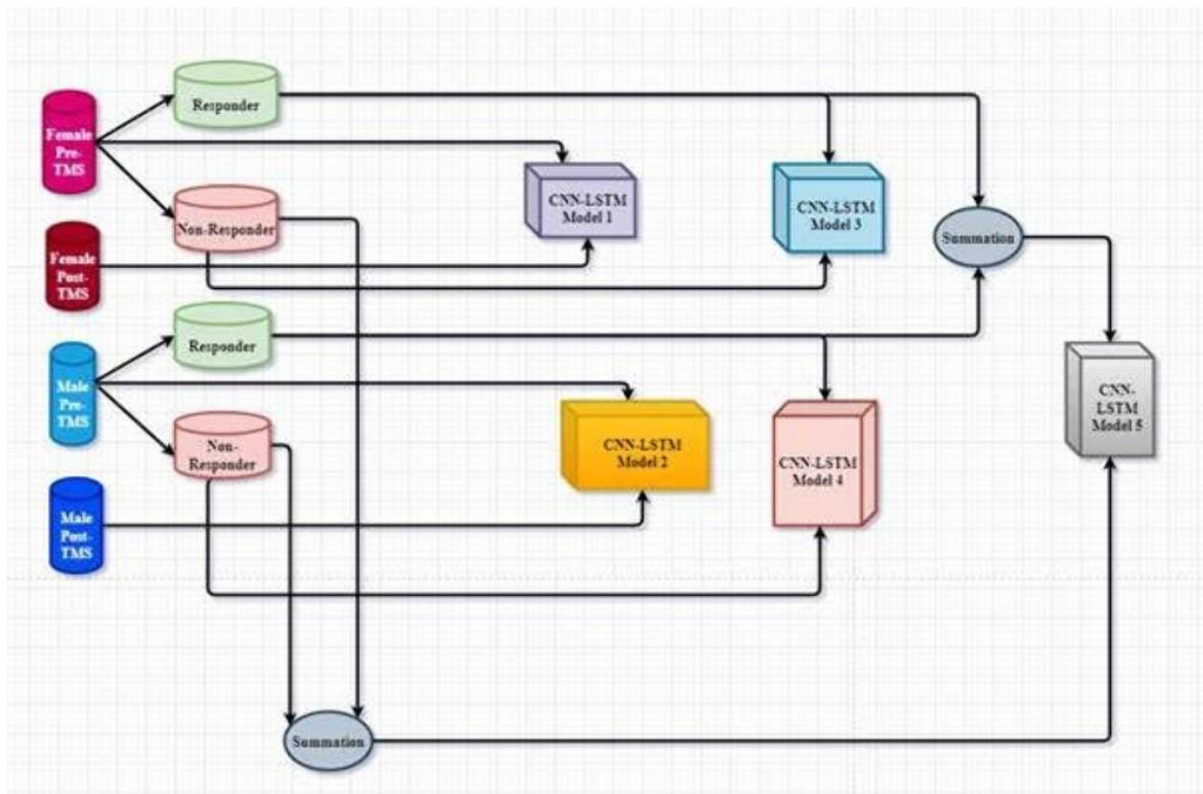 Responder
Female
Pre-
TMS
CNN-LSTM
Model 1
CNN-LSTM
Model 3
Non-Responder
Summation
Female
Post-
TMS
Responder
Male
Pre-
TMS
CNN-
LSTM
Model 5
Non-
Responder
CNN-LSTM
Model 2
CNN-LSTM
Model 4
Male
Post-
TMS
Summation